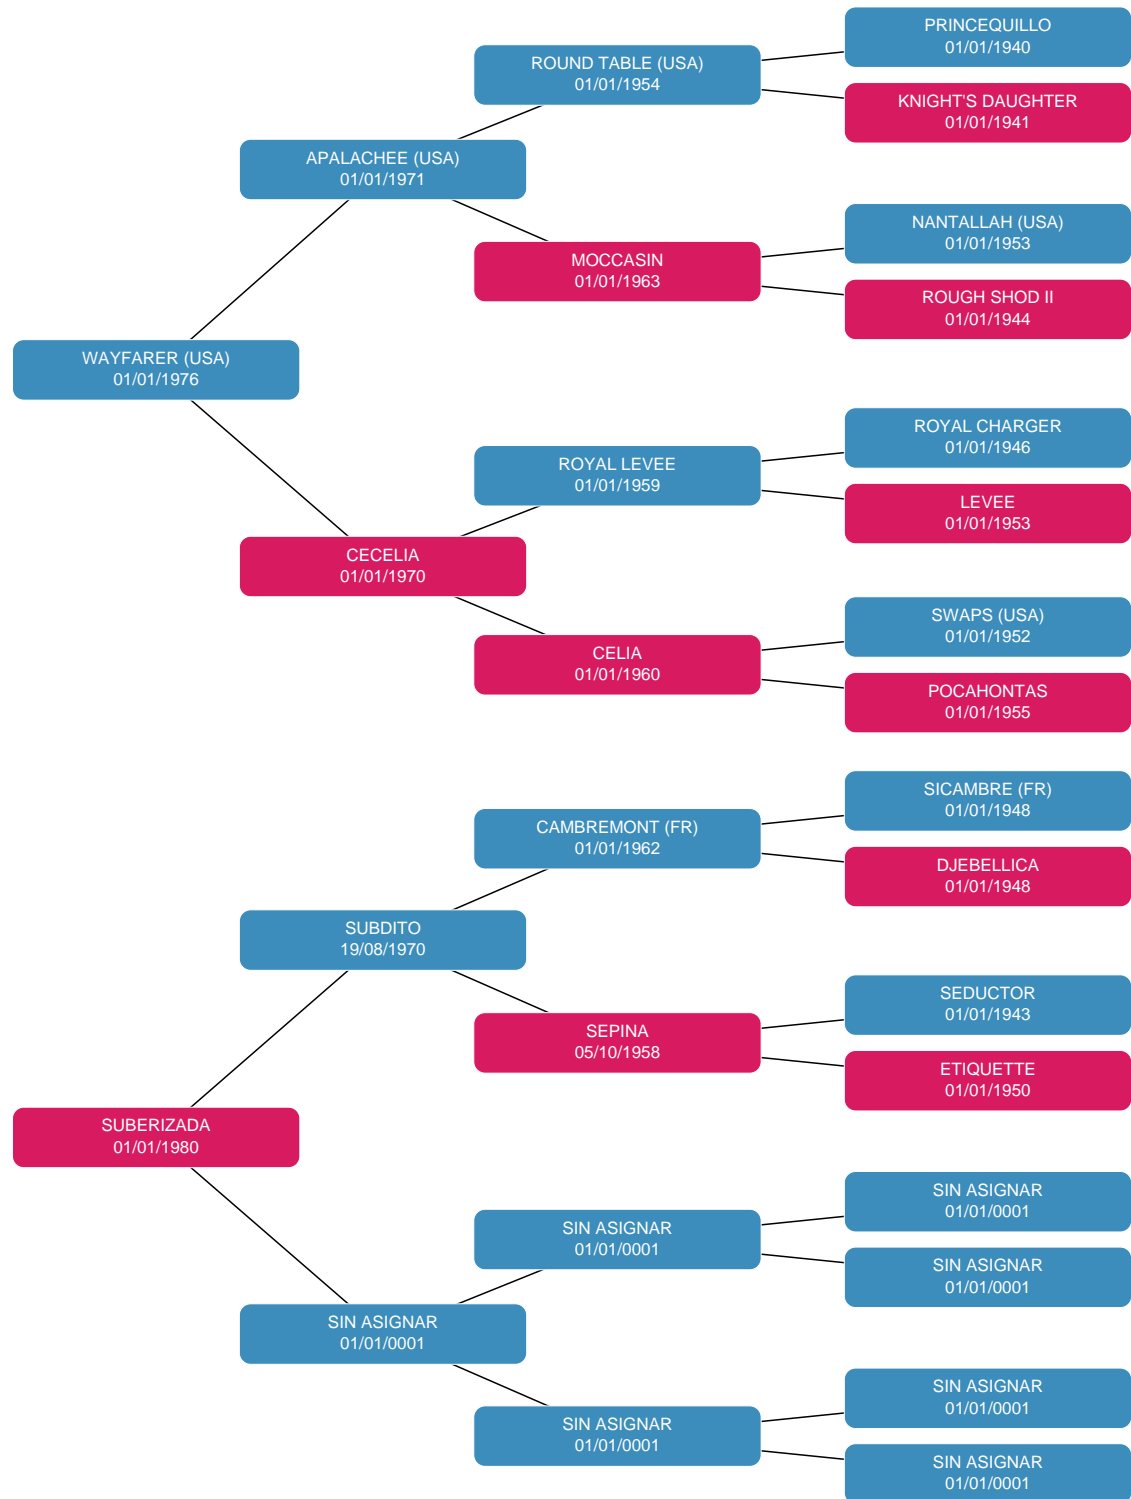 PRINCEQUILLO
01/01/1940
ROUND TABLE (USA)
01/01/1954
KNIGHT'S DAUGHTER
01/01/1941
APALACHEE (USA)
01/01/1971
NANTALLAH (USA)
01/01/1953
MOCCASIN
01/01/1963
ROUGH SHOD II
01/01/1944
WAYFARER (USA)
01/01/1976
ROYAL CHARGER
01/01/1946
ROYAL LEVEE
01/01/1959
LEVEE
01/01/1953
CECELIA
01/01/1970
SWAPS (USA)
01/01/1952
CELIA
01/01/1960
POCAHONTAS
01/01/1955
SICAMBRE (FR)
01/01/1948
CAMBREMONT (FR)
01/01/1962
DJEBELLICA
01/01/1948
SUBDITO
19/08/1970
SEDUCTOR
01/01/1943
SEPINA
05/10/1958
ETIQUETTE
01/01/1950
SUBERIZADA
01/01/1980
SIN ASIGNAR
01/01/0001
SIN ASIGNAR
01/01/0001
SIN ASIGNAR
01/01/0001
SIN ASIGNAR
01/01/0001
SIN ASIGNAR
01/01/0001
SIN ASIGNAR
01/01/0001
SIN ASIGNAR
01/01/0001